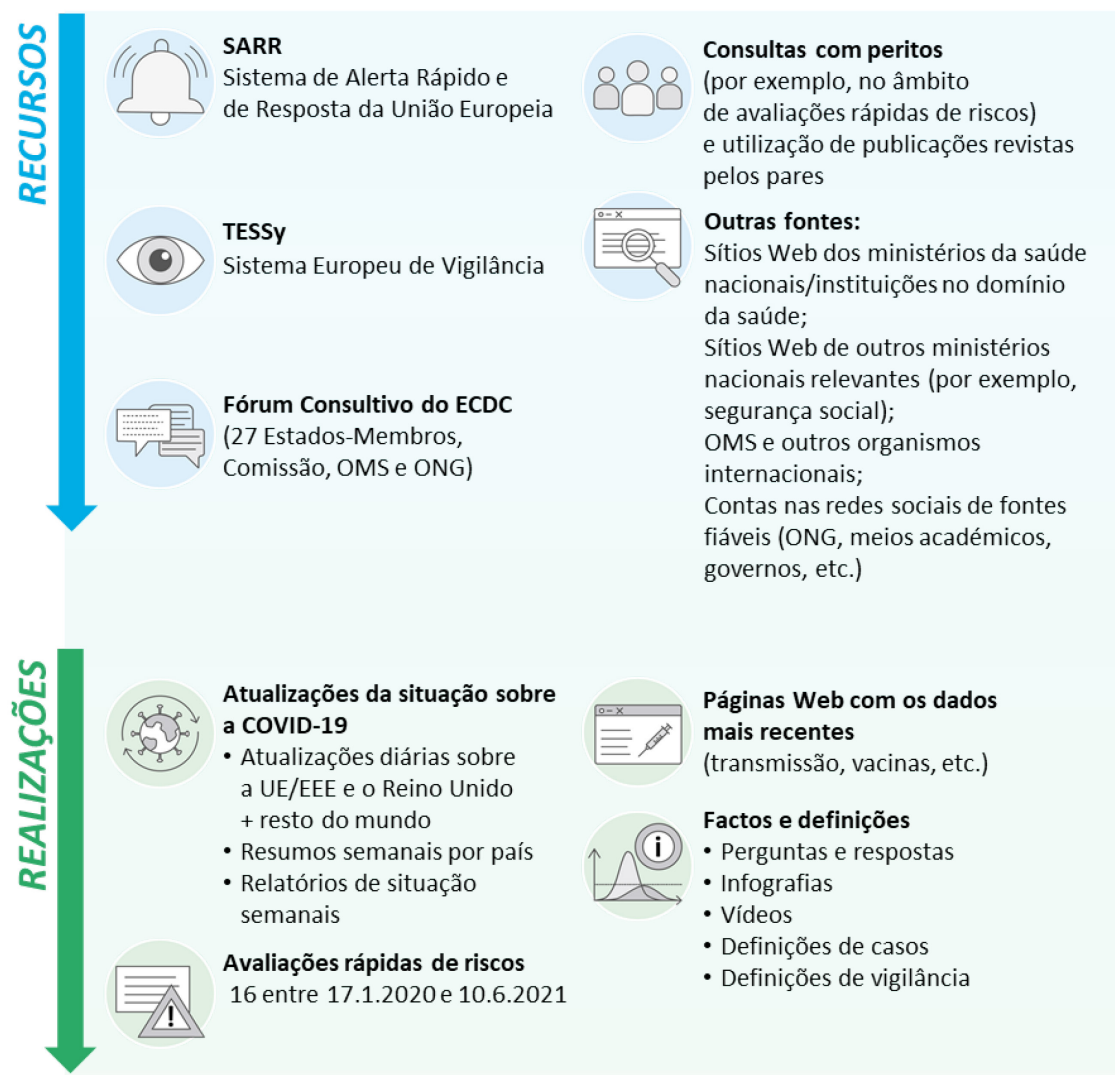 RECURSOS
SARR
Sistema de Alerta Rápido e
de Resposta da União Europeia
TESSy
Sistema Europeu de Vigilância
Fórum Consultivo do ECDC
(27 Estados-Membros,
Comissão, OMS e ONG)
Consultas com peritos
(por exemplo, no âmbito
de avaliações rápidas de riscos)
e utilização de publicações revistas
pelos pares
Outras fontes:
Sítios Web dos ministérios da saúde
nacionais/instituições no domínio
da saúde;
Sítios Web de outros ministérios
nacionais relevantes (por exemplo,
segurança social);
OMS e outros organismos
internacionais;
Contas nas redes sociais de fontes
fiáveis (ONG, meios académicos,
governos, etc.)
REALIZAÇÕES
Atualizações da situação sobre
a COVID-19
• Atualizações diárias sobre
a UE/EEE e o Reino Unido
+ resto do mundo
• Resumos semanais por país
• Relatórios de situação
semanais
Avaliações rápidas de riscos
16 entre 17.1.2020 e 10.6.2021
Páginas Web com os dados
mais recentes
(transmissão, vacinas, etc.)
Factos e definições
• Perguntas e respostas
• Infografias
• Vídeos
• Definições de casos
• Definições de vigilância